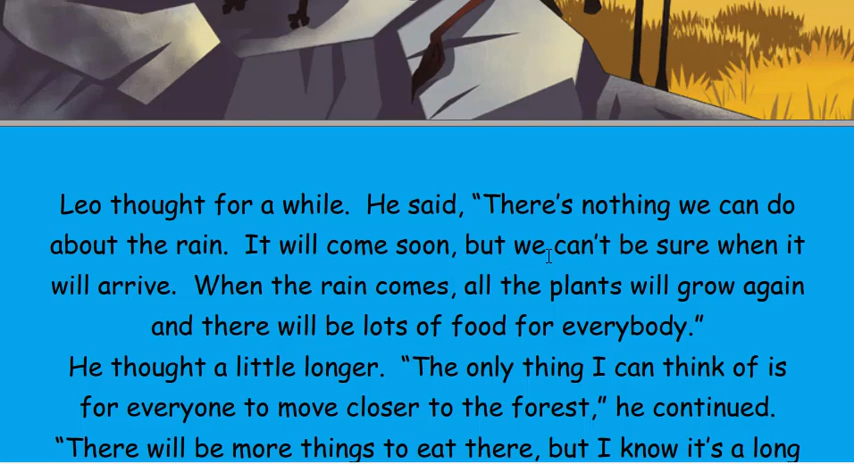 Leo thought for a while.  He said, “There’s nothing we can do
about the rain.  It will come soon, but we can’t be sure when it
will arrive.  When the rain comes, all the plants will grow again
and there will be lots of food for everybody.”
He thought a little longer.  “The only thing I can think of is
for everyone to move closer to the forest,” he continued.
“There will be more things to eat there, but I know it’s a long